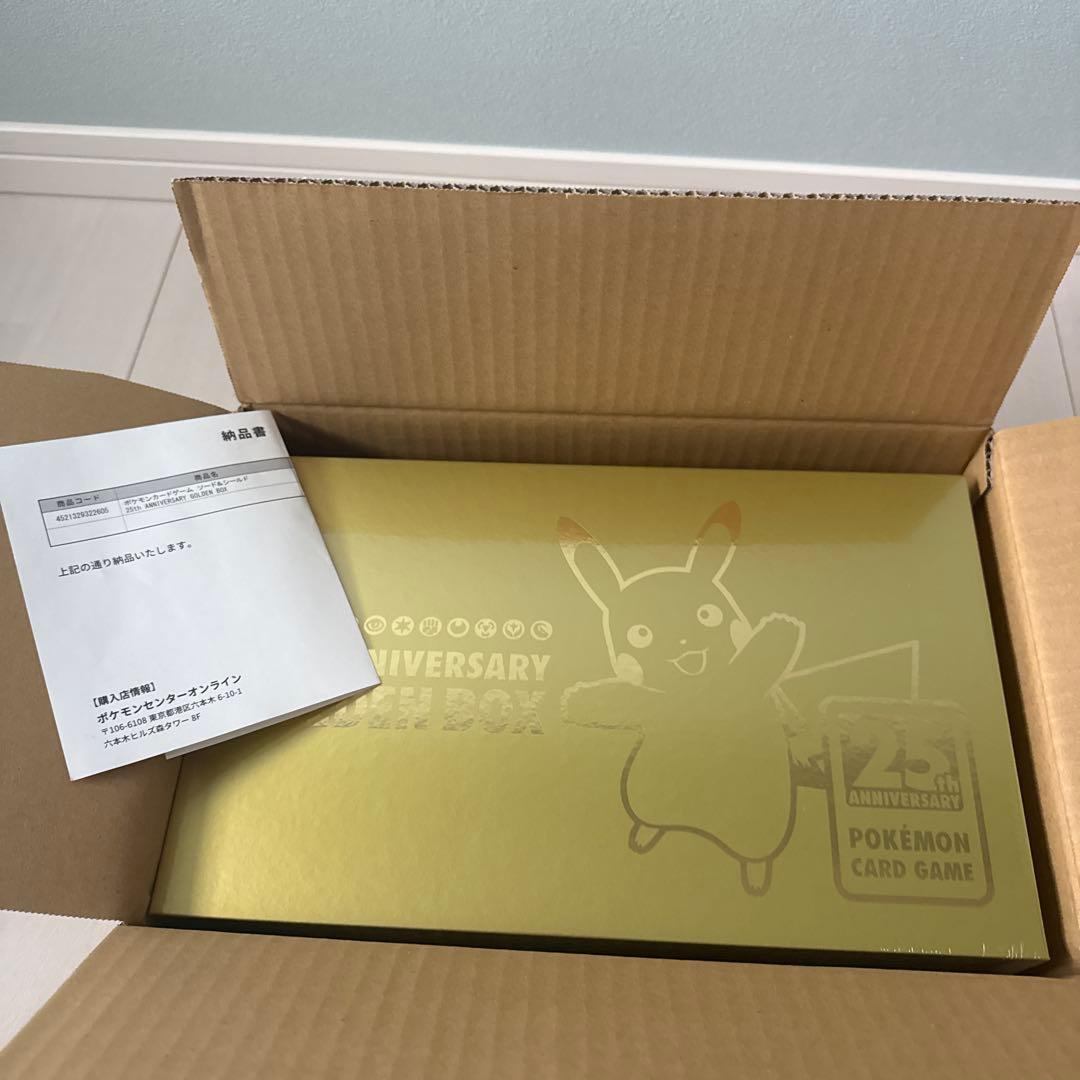 納品書
商品コード 商品名
4521329322605 ポケモンカードゲーム ソード&シールド
25th ANNIVERSARY GOLDEN BOX
上記の通り納品いたします。
【購入店情報】
ポケモンセンターオンライン
〒106-6108 東京都港区六本木 6-10-1
六本木ヒルズ森タワー 8F
NIVERSARY
DEN BOX
25th
ANNIVERSARY
POKÉMON
CARD GAME